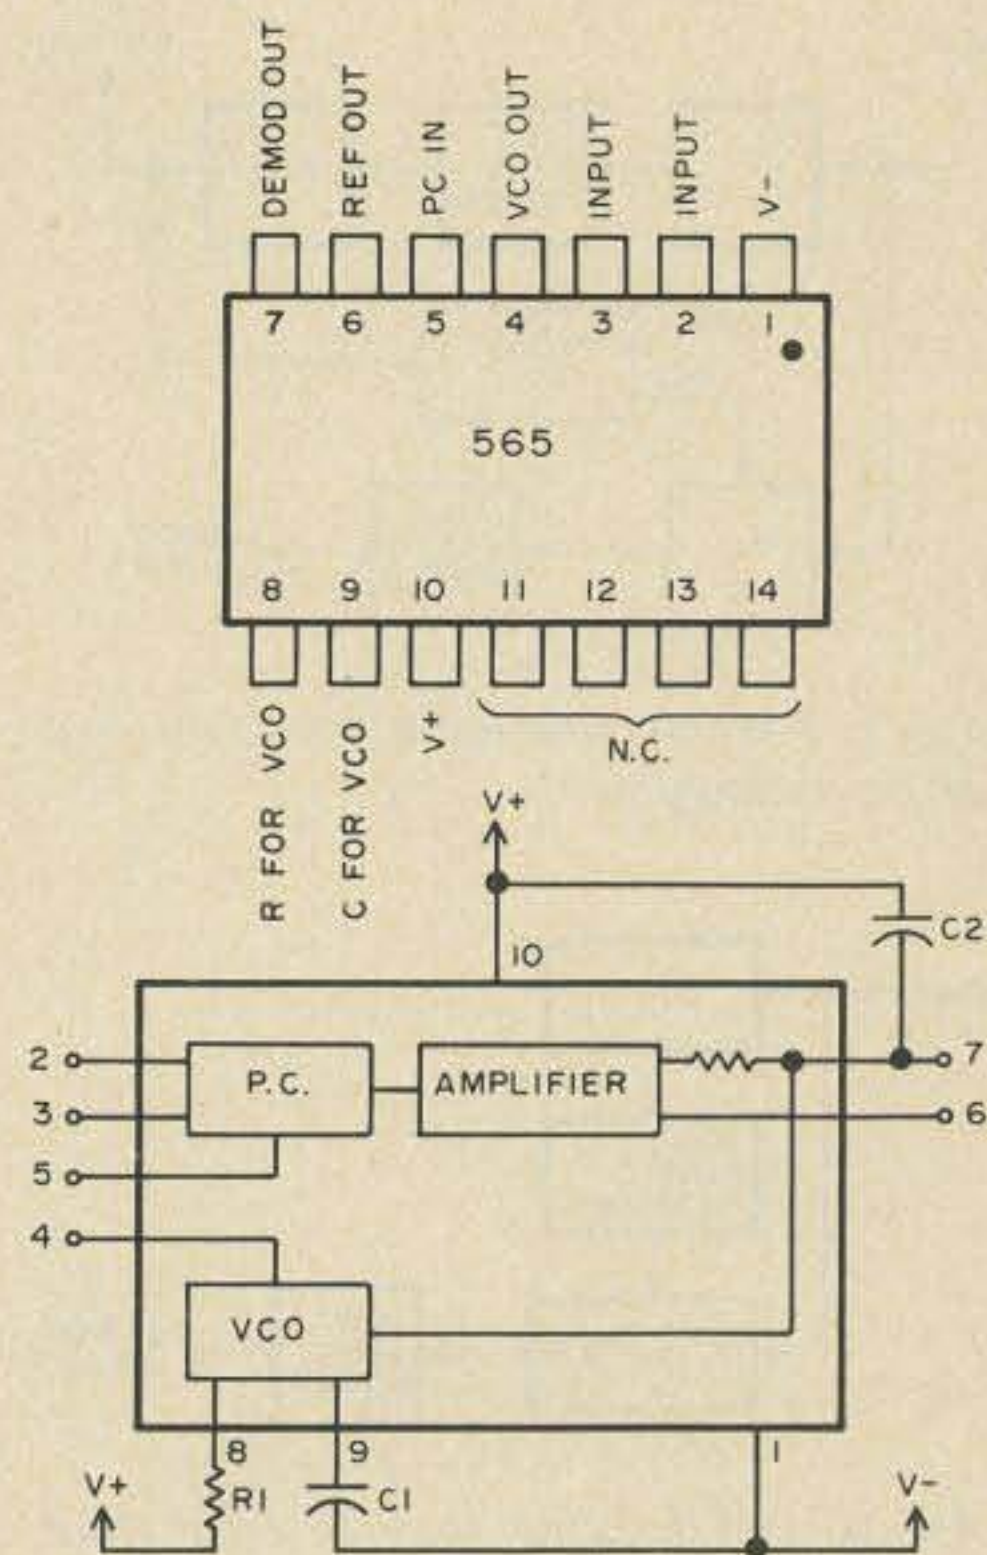 DEMOD OUT
REF OUT
PC IN
VCO OUT
INPUT
INPUT
V-
7 6 5 4 3 2 1
565
8 9 10 11 12 13 14
R FOR VCO
C FOR VCO
V+
N.C.
V+
C2
10
2
P.C.
AMPLIFIER
7
3
6
5
4
VCO
8
9
1
V+
R1
C1
V-